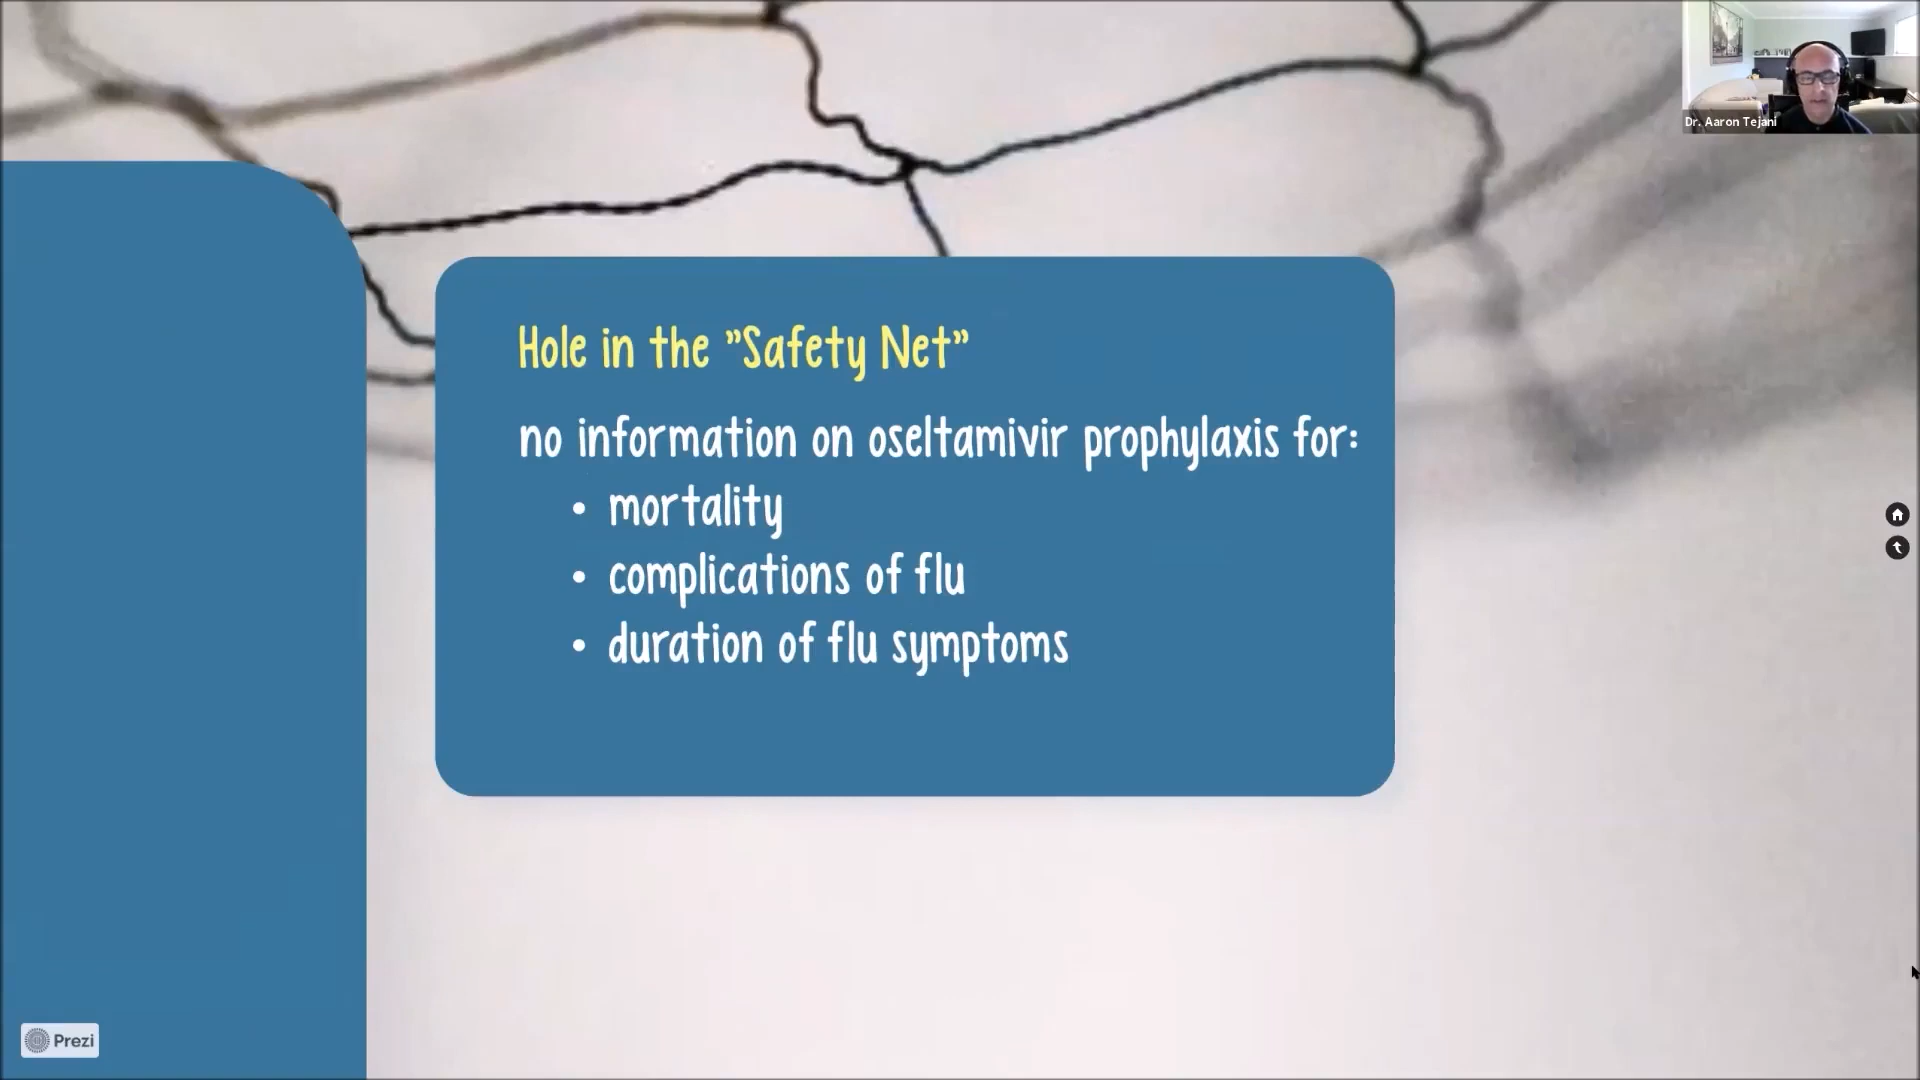 Dr. Aaron Tejani
Hole in the ”Safety Net”
no information on oseltamivir prophylaxis for:
• mortality
• complications of flu
• duration of flu symptoms
Prezi